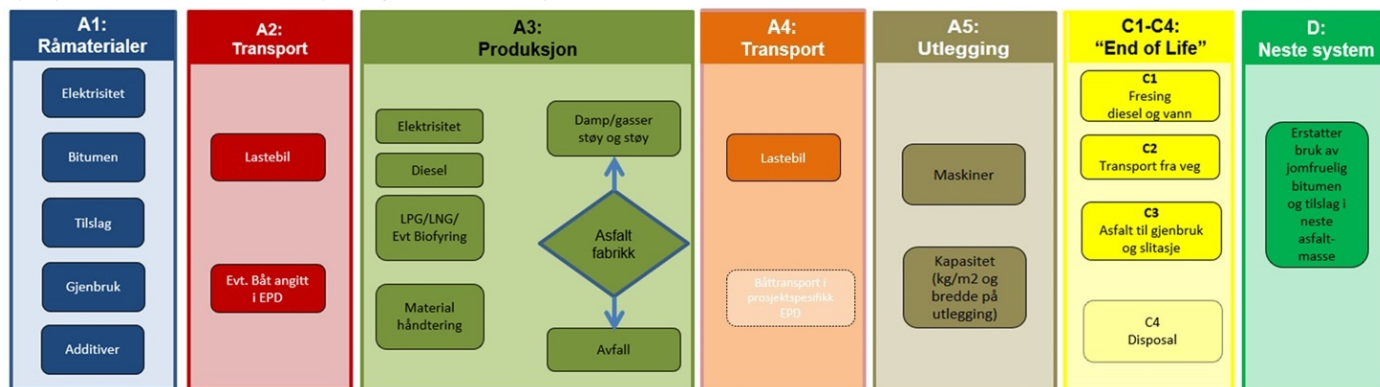 A1:
Råmaterialer
Elektrisitet
Bitumen
Tilslag
Gjenbruk
Additiver
A2:
Transport
Lastebil
Evt. Båt angitt
i EPD
A3:
Produksjon
Elektrisitet
Diesel
LPG/LNG/
Evt Biofyring
Material
håndtering
Damp/gasser
støy og støy
Asfalt
fabrikk
Avfall
A4:
Transport
Lastebil
Båttransport i
prosjektspesifikk
EPD
A5:
Utlegging
Maskiner
Kapasitet
(kg/m2 og
bredde på
utlegging)
C1-C4:
“End of Life”
C1
Fresing
diesel og vann
C2
Transport fra veg
C3
Asfalt til gjenbruk
og slitasje
C4
Disposal
D:
Neste system
Erstatter
bruk av
jomfruelig
bitumen
og tilslag i
neste
asfalt-
masse